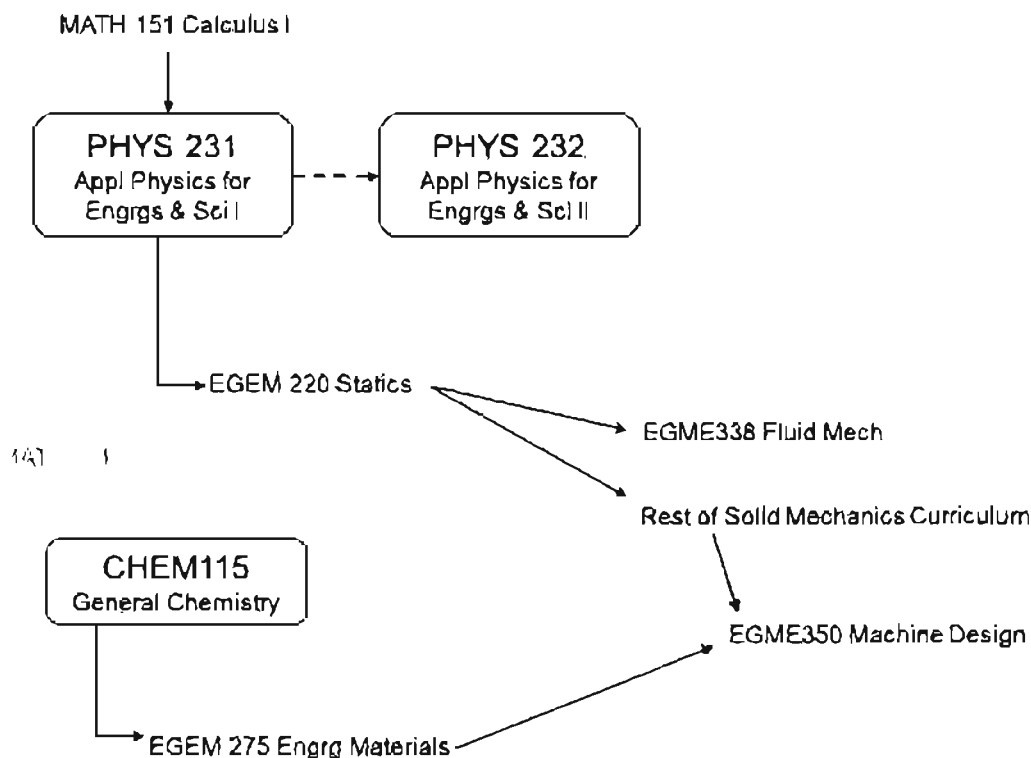 MATH 151 Calculus I
PHYS 231
Appl Physics for
Engrgs & Sci I
PHYS 232
Appl Physics for
Engrgs & Sci II
EGEM 220 Statics
EGME338 Fluid Mech
Rest of Solid Mechanics Curriculum
CHEM115
General Chemistry
EGME350 Machine Design
EGEM 275 Engrg Materials